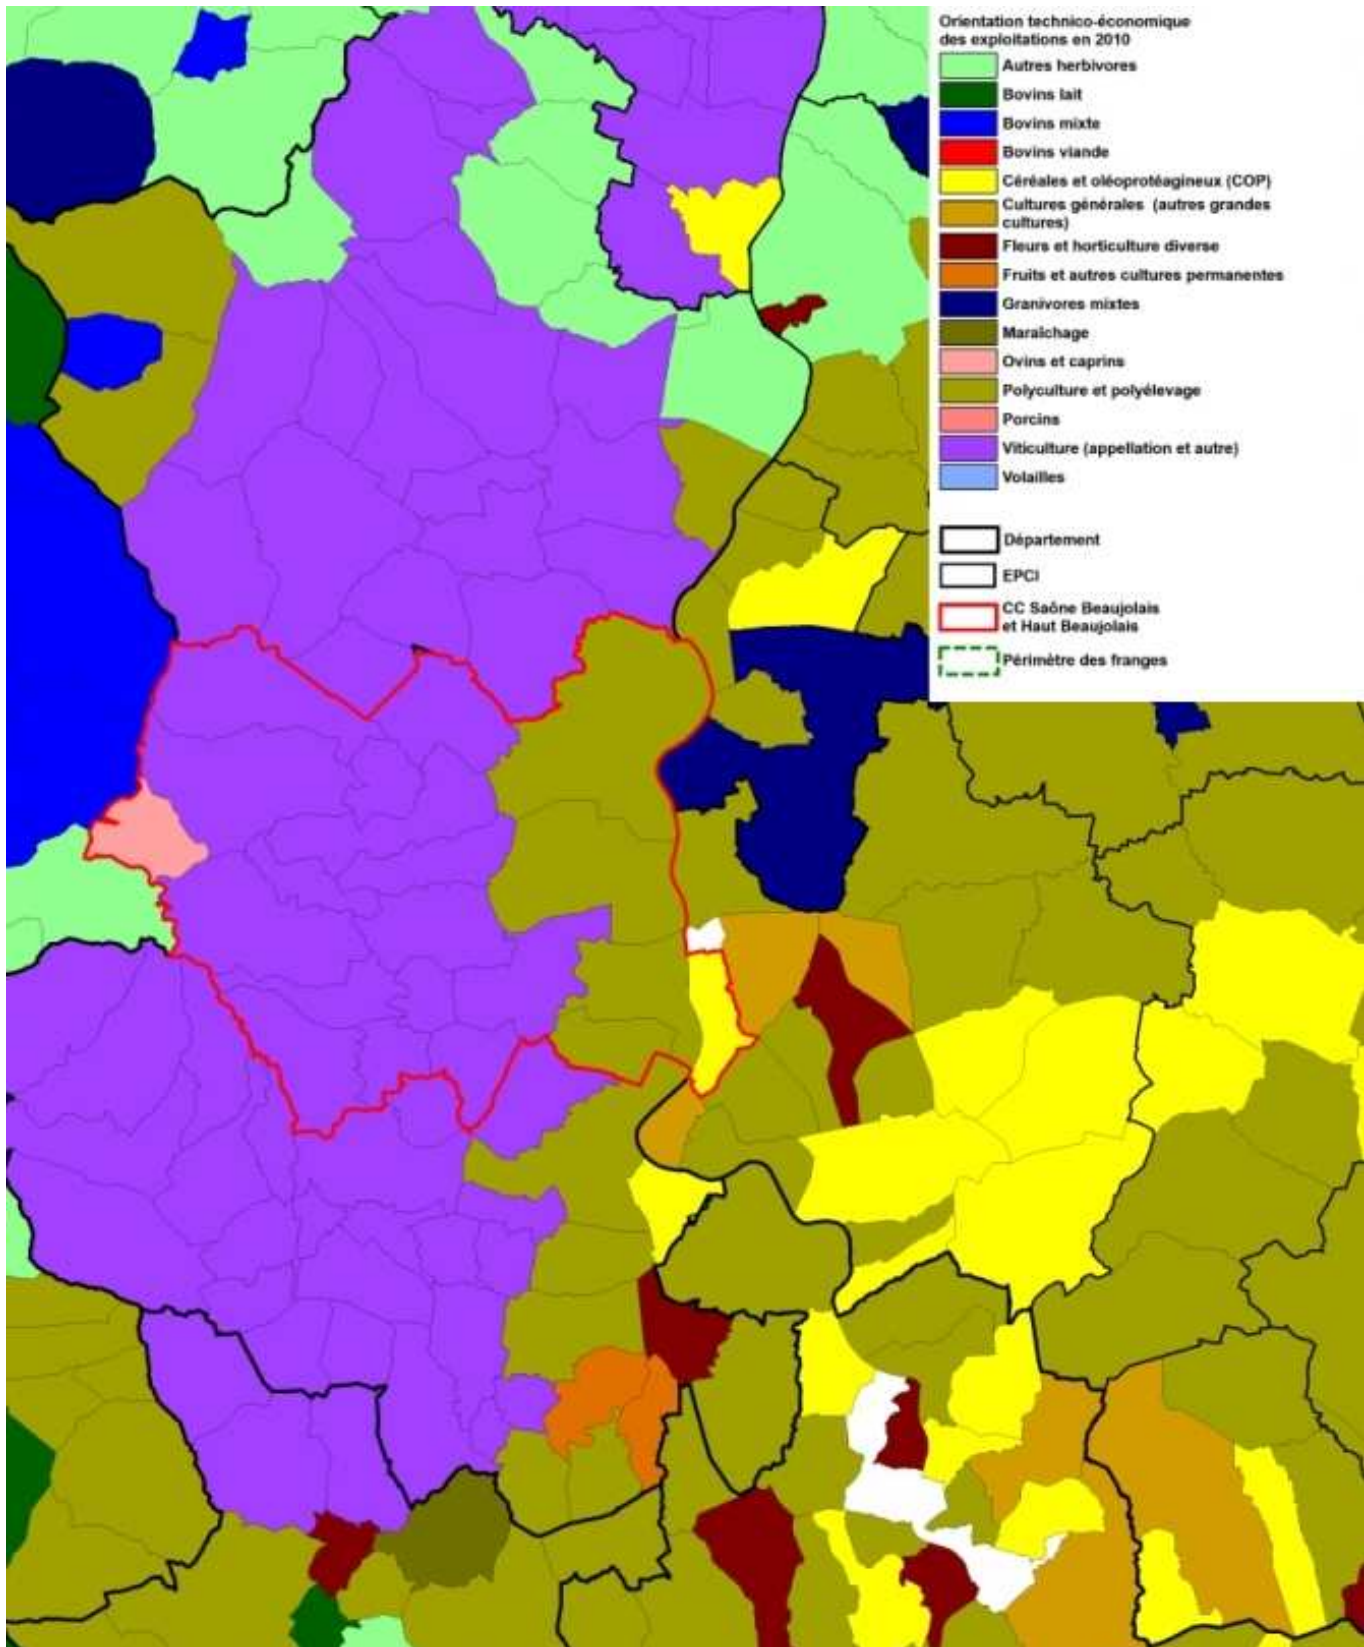 Orientation technico-économique
des exploitations en 2010
Autres herbivores
Bovins lait
Bovins mixte
Bovins viande
Céréales et oléoprotéagineux (COP)
Cultures générales (autres grandes
cultures)
Fleurs et horticulture diverse
Fruits et autres cultures permanentes
Granivores mixtes
Maraîchage
Ovins et caprins
Polyculture et polyélevage
Porcins
Viticulture (appellation et autre)
Volailles
Département
EPCI
CC Saône Beaujolais
et Haut Beaujolais
Périmètre des franges